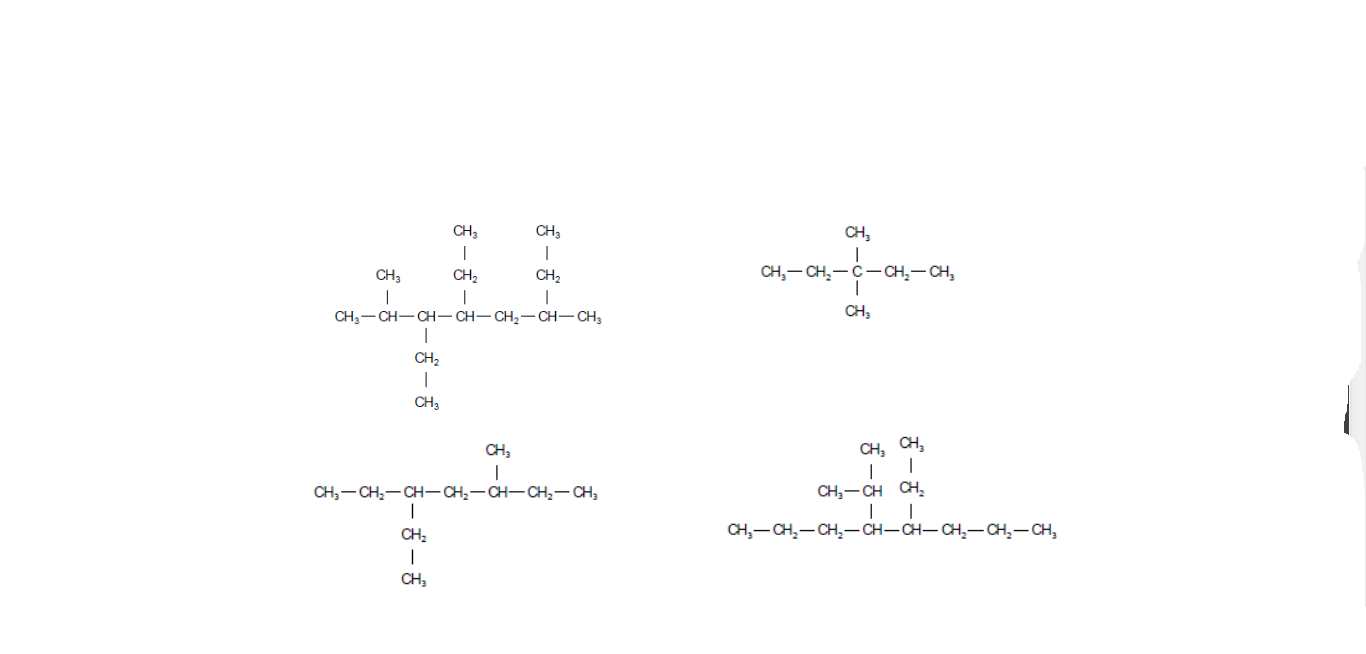 CH₃ CH₃
CH₃ CH₂ CH₂
CH₃—CH—CH—CH—CH₂—CH—CH₃
CH₂
CH₃
CH₃
CH₃—CH₂—C—CH₂—CH₃
CH₃
CH₃
CH₃—CH₂—CH—CH₂—CH—CH₂—CH₃
CH₂
CH₃
CH₃ CH₃
CH₃—CH CH₂
CH₃—CH₂—CH₂—CH—CH—CH₂—CH₂—CH₃